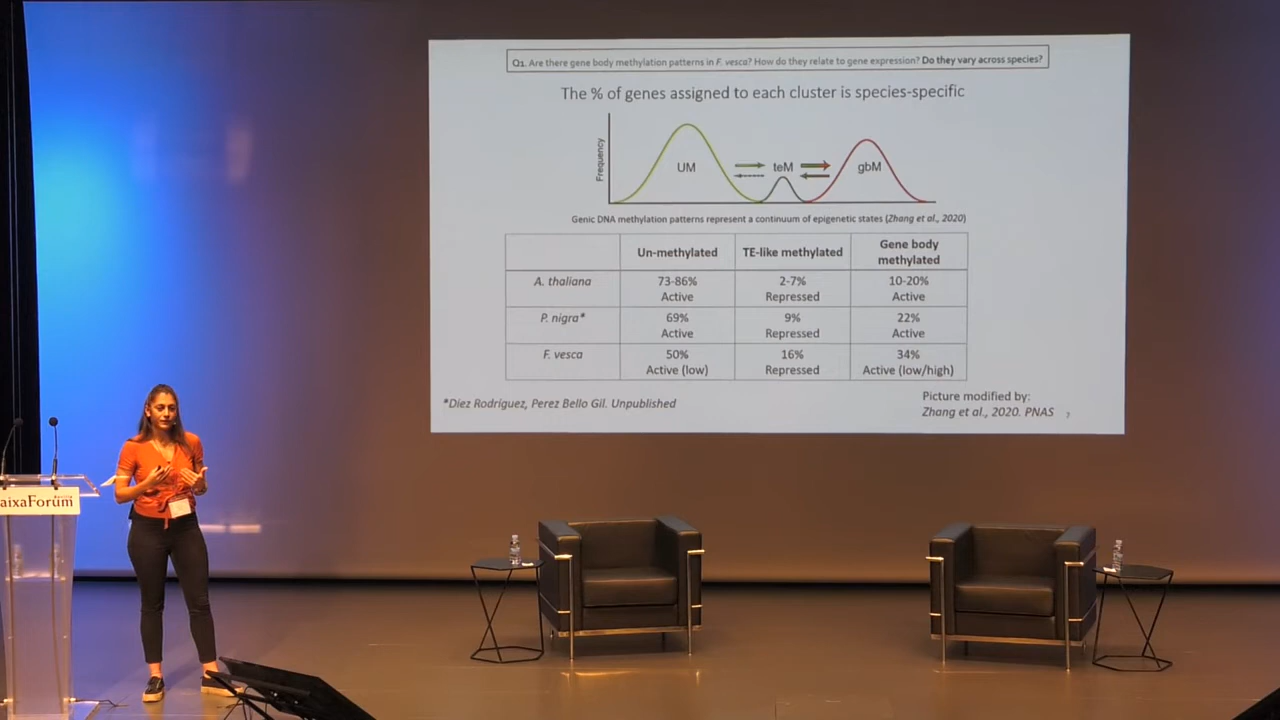 Q1. Are there gene body methylation patterns in F. vesca? How do they relate to gene expression? Do they vary across species?
The % of genes assigned to each cluster is species-specific
Frequency
UM
teM
gbM
Genic DNA methylation patterns represent a continuum of epigenetic states (Zhang et al., 2020)
Un-methylated
TE-like methylated
Gene body
methylated
A. thaliana
73-86%
Active
2-7%
Repressed
10-20%
Active
P. nigra*
69%
Active
9%
Repressed
22%
Active
F. vesca
50%
Active (low)
16%
Repressed
34%
Active (low/high)
*Díez Rodríguez, Perez Bello Gil. Unpublished
Picture modified by:
Zhang et al., 2020. PNAS
7
aixaForum